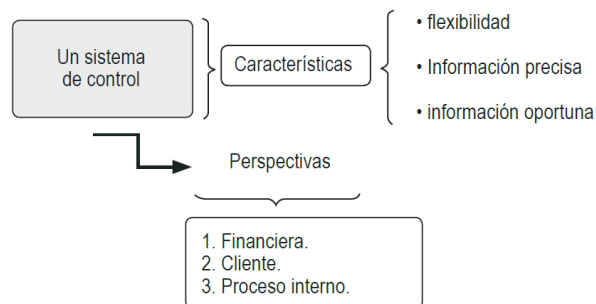 Un sistema
de control
Características
• flexibilidad
• Información precisa
• información oportuna
Perspectivas
1. Financiera.
2. Cliente.
3. Proceso interno.